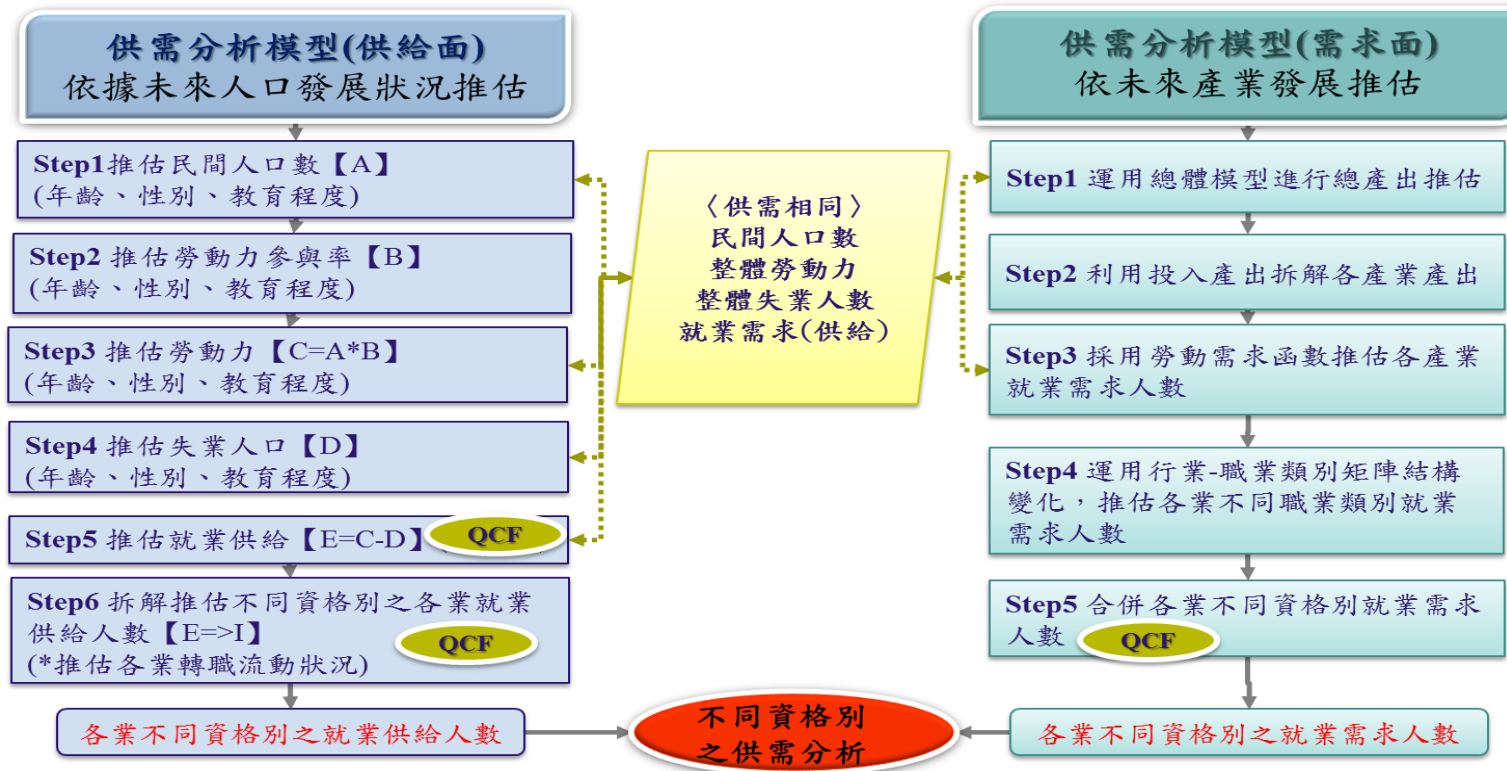 供需分析模型(供給面)
依據未來人口發展狀況推估
Step1推估民間人口數【A】
(年齡、性別、教育程度)
Step2 推估勞動力參與率【B】
(年齡、性別、教育程度)
Step3 推估勞動力【C=A*B】
(年齡、性別、教育程度)
Step4 推估失業人口【D】
(年齡、性別、教育程度)
Step5 推估就業供給【E=C-D】
QCF
Step6 拆解推估不同資格別之各業就業
供給人數【E=>I】
(*推估各業轉職流動狀況)
QCF
各業不同資格別之就業供給人數
〈供需相同〉
民間人口數
整體勞動力
整體失業人數
就業需求(供給)
不同資格別
之供需分析
供需分析模型(需求面)
依未來產業發展推估
Step1 運用總體模型進行總產出推估
Step2 利用投入產出拆解各產業產出
Step3 採用勞動需求函數推估各產業
就業需求人數
Step4 運用行業-職業類別矩陣結構
變化，推估各業不同職業類別就業
需求人數
Step5 合併各業不同資格別就業需求
人數
QCF
各業不同資格別之就業需求人數